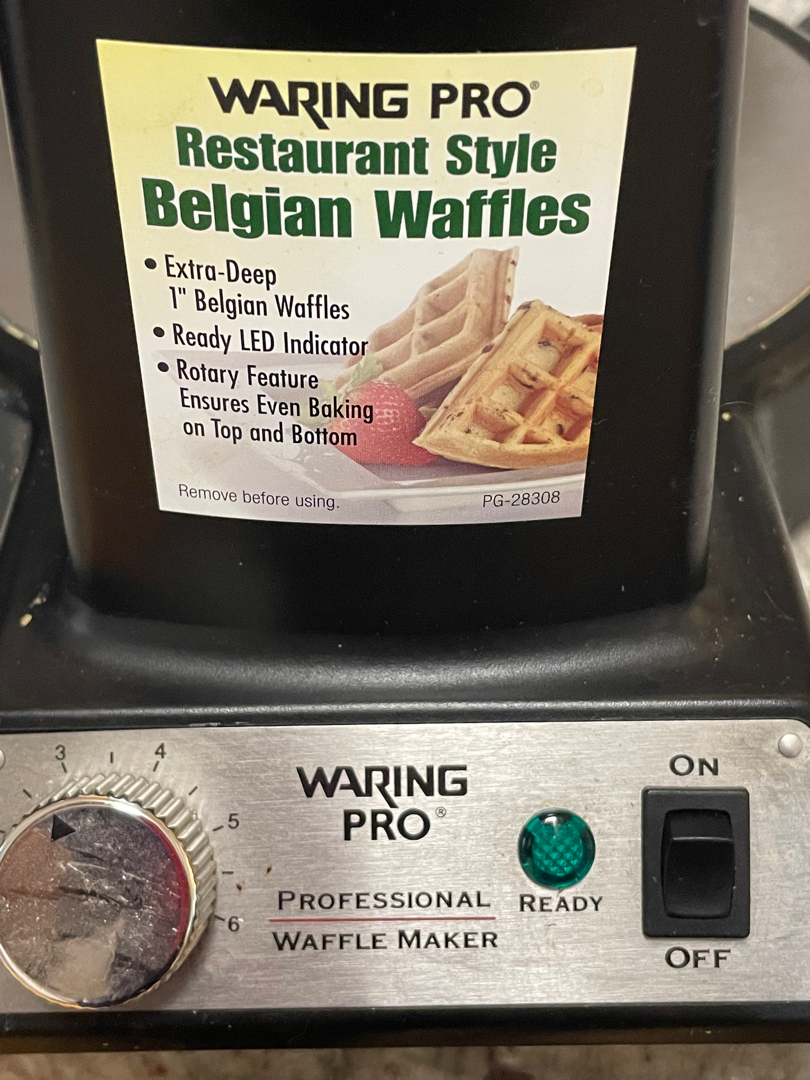 WARING PRO®
Restaurant Style
Belgian Waffles
• Extra-Deep
1" Belgian Waffles
• Ready LED Indicator
• Rotary Feature
Ensures Even Baking
on Top and Bottom
Remove before using.
PG-28308
3
4
5
6
WARING
PRO®
PROFESSIONAL
WAFFLE MAKER
READY
ON
OFF